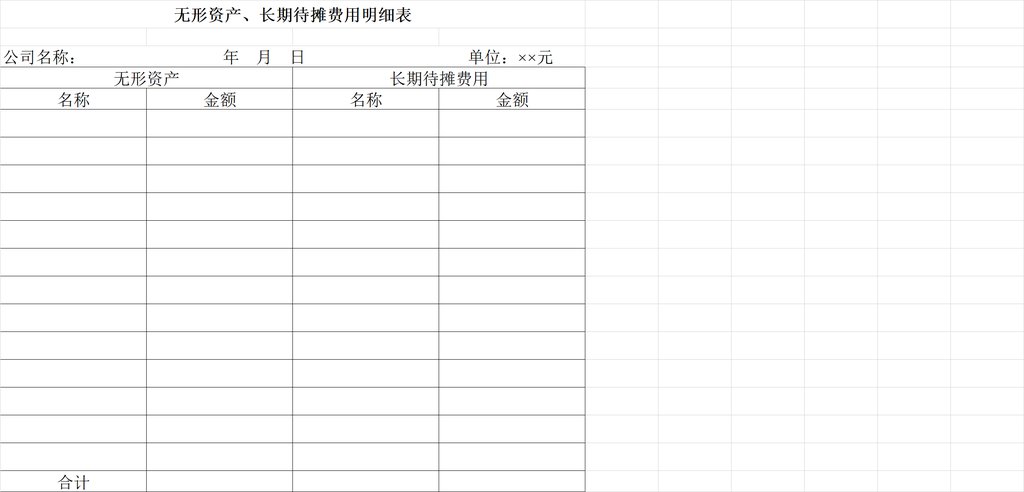 无形资产、长期待摊费用明细表
公司名称： 年 月 日 单位：××元
无形资产 长期待摊费用
名称 金额 名称 金额
合计